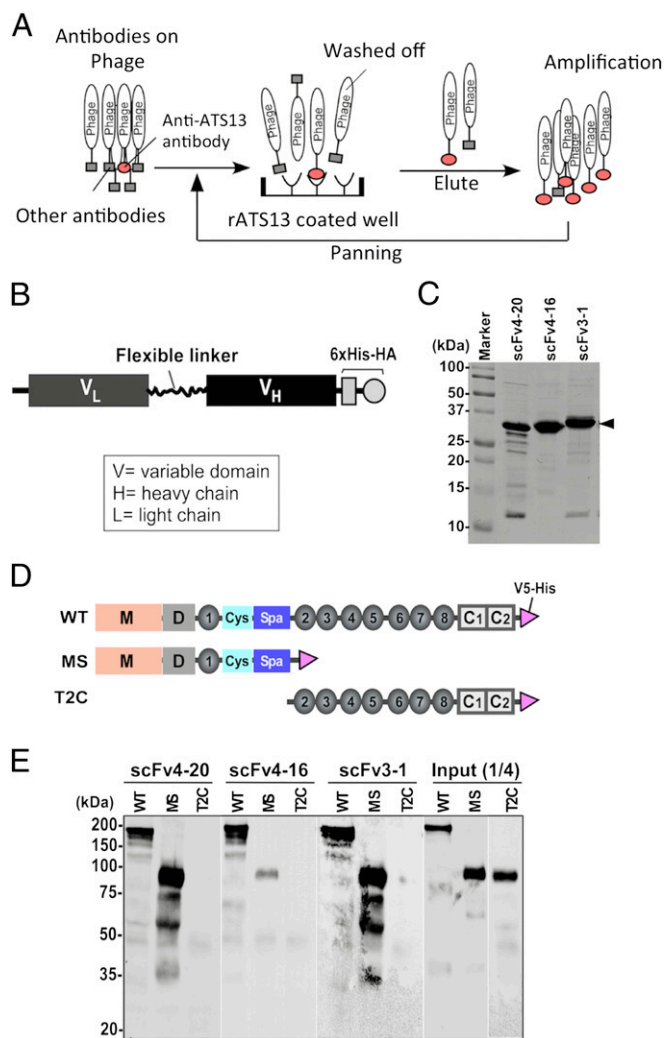 A
Antibodies on
Phage
Phage
Phage
Phage
Phage
Anti-ATS13
antibody
Other antibodies
Washed off
Phage
Phage
Phage
Phage
rATS13 coated well
Phage
Phage
Elute
Amplification
Phage
Phage
Phage
Phage
Phage
Phage
Panning
B
VL
Flexible linker
VH
6xHis-HA
V= variable domain
H= heavy chain
L= light chain
C
(kDa)
Marker
scFv4-20
scFv4-16
scFv3-1
100-
50-
37-
25-
20-
15-
10-
D
V5-His
WT M D 1 Cys Spa 2 3 4 5 6 7 8 C1 C2
MS M D 1 Cys Spa
T2C 2 3 4 5 6 7 8 C1 C2
E
scFv4-20 scFv4-16 scFv3-1 Input (1/4)
(kDa) WT MS T2C WT MS T2C WT MS T2C WT MS T2C
200-
150-
100-
75-
50-
35-
20-